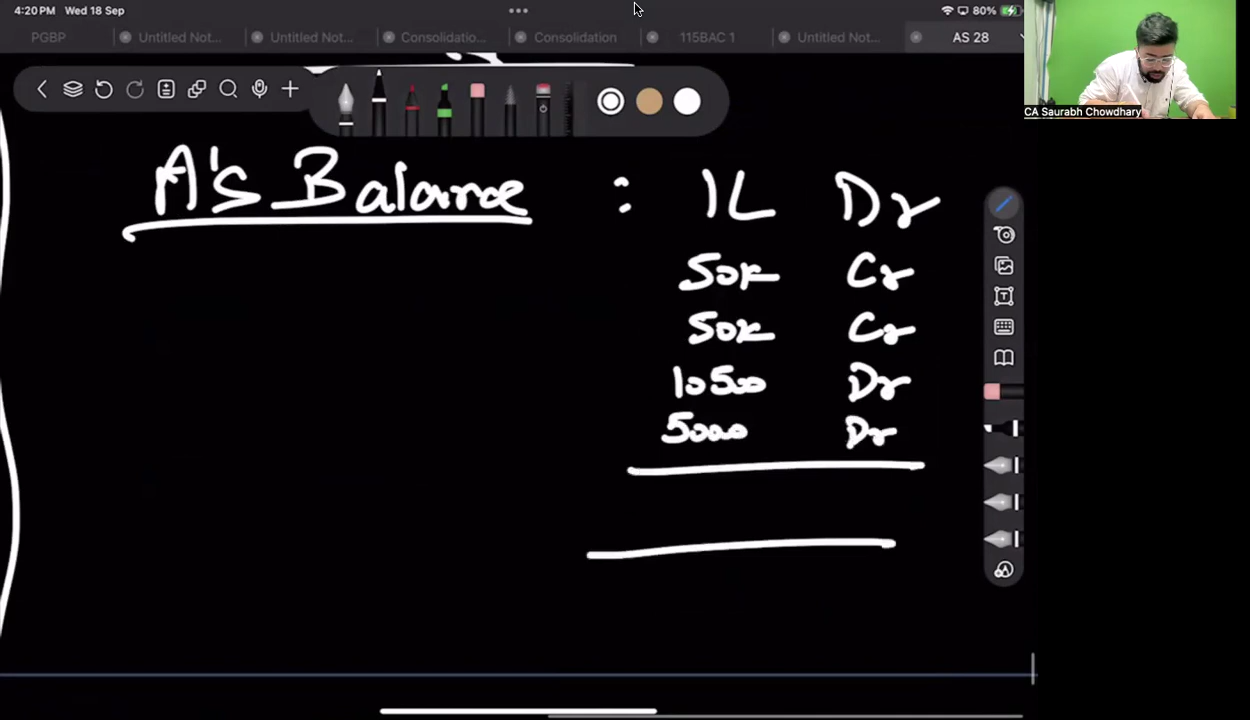 4:20 PM Wed 18 Sep
80%
PGBP
Untitled Not...
Untitled Not...
Consolidatio...
Consolidation
115BAC 1
Untitled Not...
AS 28
CA Saurabh Chowdhary
A's Balance : 1L Dr
50k Cr
50k Cr
10500 Dr
5000 Dr